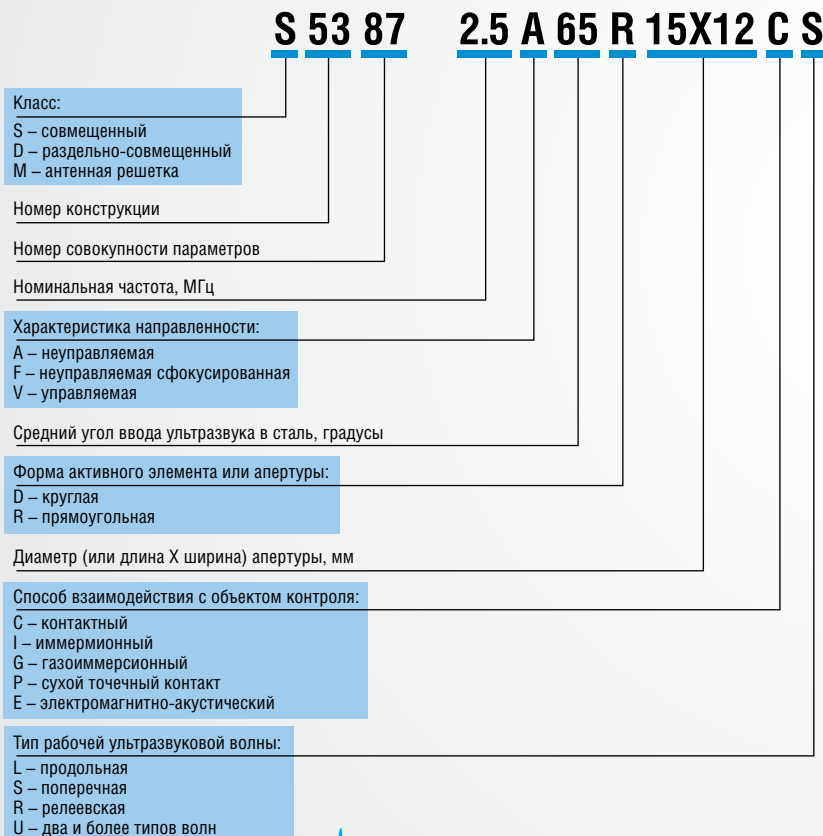 S 53 87 2.5 A 65 R 15X12 C S
Класс:
S – совмещенный
D – раздельно-совмещенный
M – антенная решетка
Номер конструкции
Номер совокупности параметров
Номинальная частота, МГц
Характеристика направленности:
A – неуправляемая
F – неуправляемая сфокусированная
V – управляемая
Средний угол ввода ультразвука в сталь, градусы
Форма активного элемента или апертуры:
D – круглая
R – прямоугольная
Диаметр (или длина X ширина) апертуры, мм
Способ взаимодействия с объектом контроля:
C – контактный
I – иммермионный
G – газоиммерсионный
P – сухой точечный контакт
E – электромагнитно-акустический
Тип рабочей ультразвуковой волны:
L – продольная
S – поперечная
R – релеевская
U – два и более типов волн